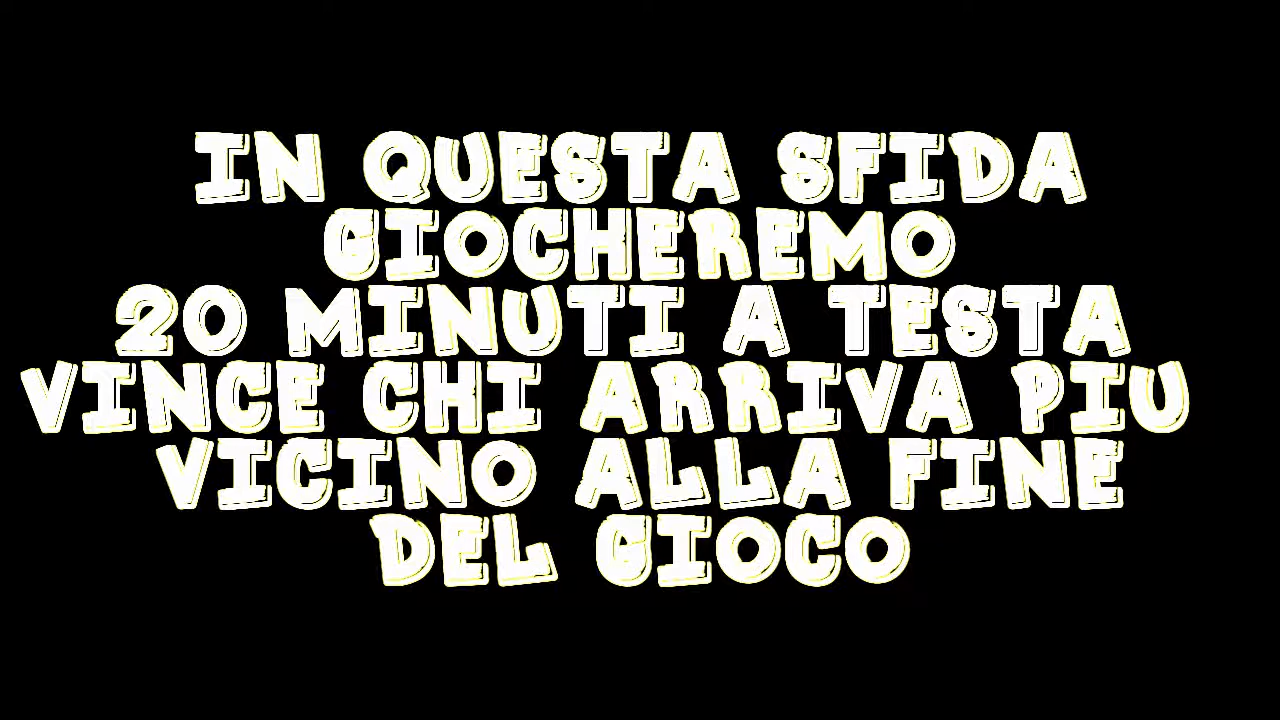 IN QUESTA SFIDA
GIOCHEREMO
20 MINUTI A TESTA
VINCE CHI ARRIVA PIU
VICINO ALLA FINE
DEL GIOCO